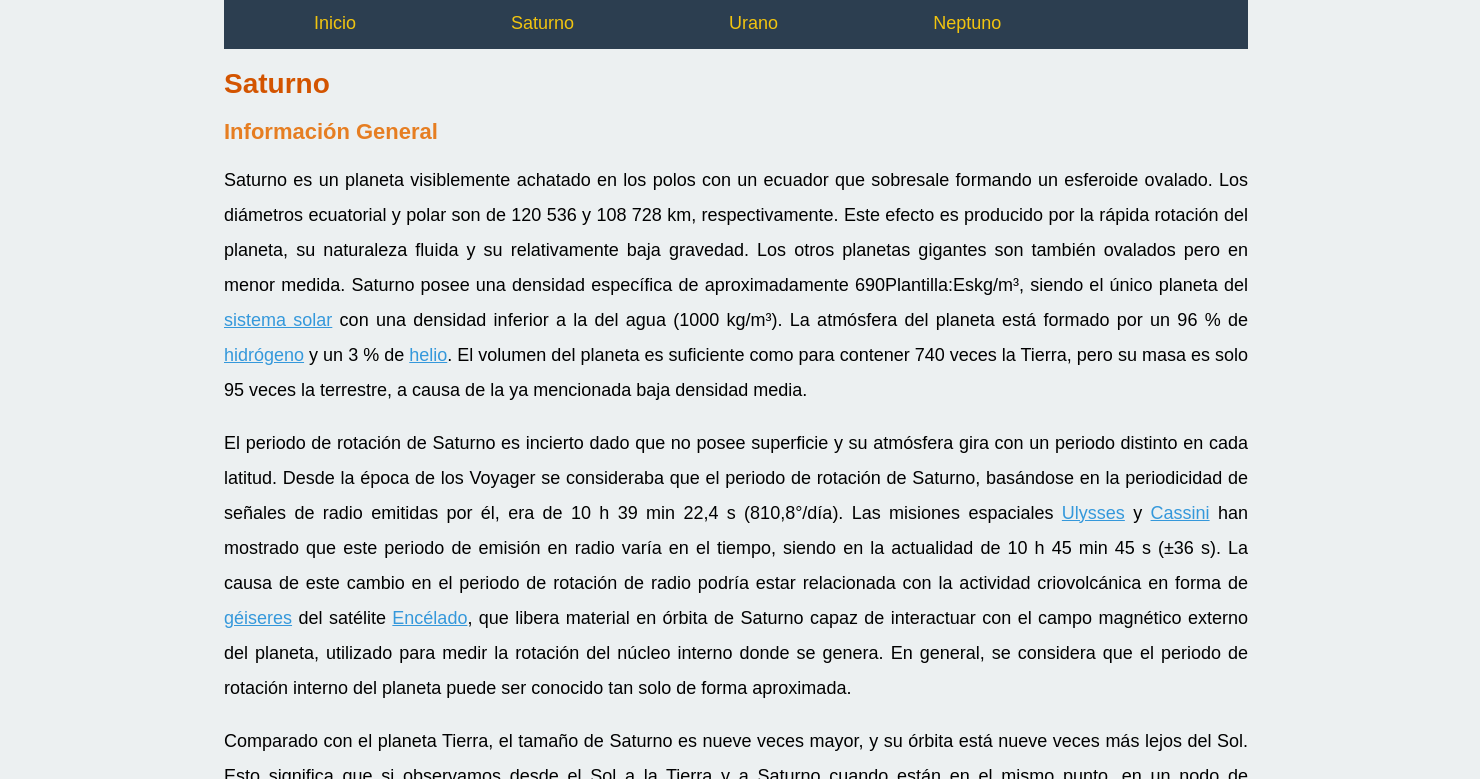 Inicio Saturno Urano Neptuno
Saturno
Información General
Saturno es un planeta visiblemente achatado en los polos con un ecuador que sobresale formando un esferoide ovalado. Los
diámetros ecuatorial y polar son de 120 536 y 108 728 km, respectivamente. Este efecto es producido por la rápida rotación del
planeta, su naturaleza fluida y su relativamente baja gravedad. Los otros planetas gigantes son también ovalados pero en
menor medida. Saturno posee una densidad específica de aproximadamente 690Plantilla:Eskg/m³, siendo el único planeta del
sistema solar con una densidad inferior a la del agua (1000 kg/m³). La atmósfera del planeta está formado por un 96 % de
hidrógeno y un 3 % de helio. El volumen del planeta es suficiente como para contener 740 veces la Tierra, pero su masa es solo
95 veces la terrestre, a causa de la ya mencionada baja densidad media.
El periodo de rotación de Saturno es incierto dado que no posee superficie y su atmósfera gira con un periodo distinto en cada
latitud. Desde la época de los Voyager se consideraba que el periodo de rotación de Saturno, basándose en la periodicidad de
señales de radio emitidas por él, era de 10 h 39 min 22,4 s (810,8°/día). Las misiones espaciales Ulysses y Cassini han
mostrado que este periodo de emisión en radio varía en el tiempo, siendo en la actualidad de 10 h 45 min 45 s (±36 s). La
causa de este cambio en el periodo de rotación de radio podría estar relacionada con la actividad criovolcánica en forma de
géiseres del satélite Encélado, que libera material en órbita de Saturno capaz de interactuar con el campo magnético externo
del planeta, utilizado para medir la rotación del núcleo interno donde se genera. En general, se considera que el periodo de
rotación interno del planeta puede ser conocido tan solo de forma aproximada.
Comparado con el planeta Tierra, el tamaño de Saturno es nueve veces mayor, y su órbita está nueve veces más lejos del Sol.
Esto significa que si observamos desde el Sol a la Tierra y a Saturno cuando están en el mismo punto, en un nodo de